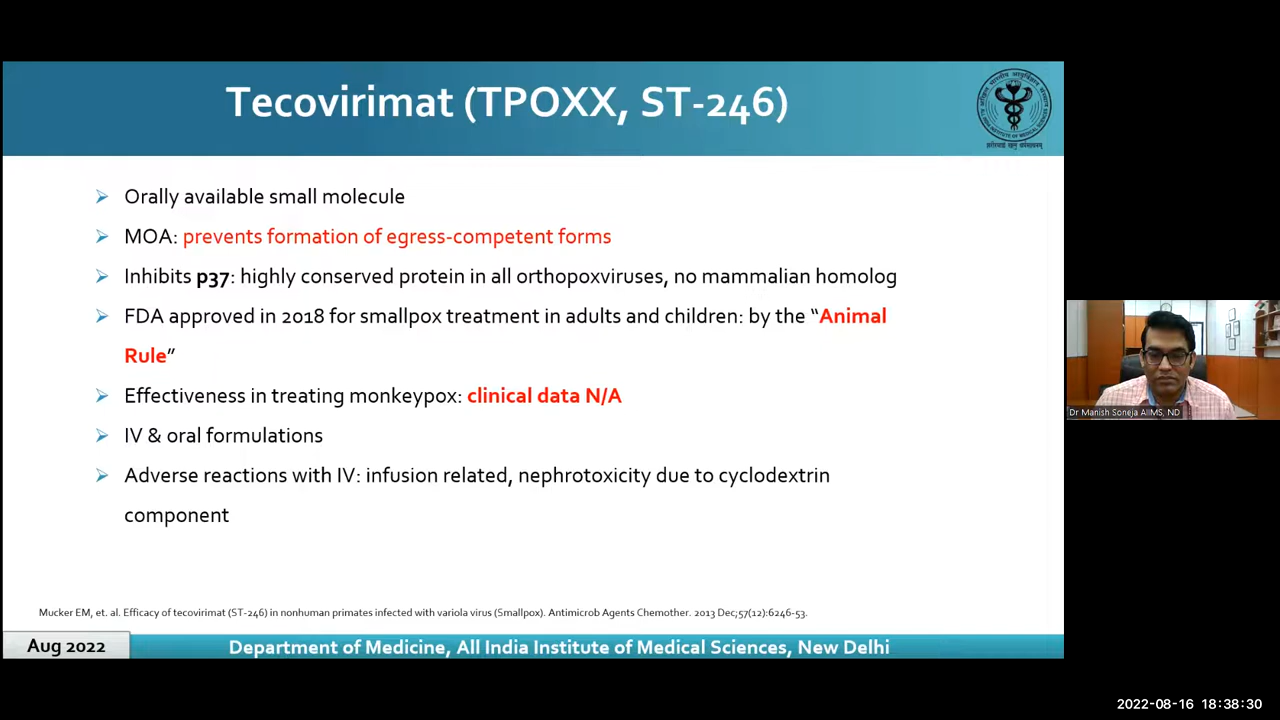 Tecovirimat (TPOXX, ST-246)
Orally available small molecule
MOA: prevents formation of egress-competent forms
Inhibits p37: highly conserved protein in all orthopoxviruses, no mammalian homolog
FDA approved in 2018 for smallpox treatment in adults and children: by the “Animal
Rule”
Effectiveness in treating monkeypox: clinical data N/A
IV & oral formulations
Adverse reactions with IV: infusion related, nephrotoxicity due to cyclodextrin
component
Mucker EM, et. al. Efficacy of tecovirimat (ST-246) in nonhuman primates infected with variola virus (Smallpox). Antimicrob Agents Chemother. 2013 Dec;57(12):6246-53.
Aug 2022
Department of Medicine, All India Institute of Medical Sciences, New Delhi
Dr Manish Soneja AIIMS, ND
2022-08-16 18:38:30